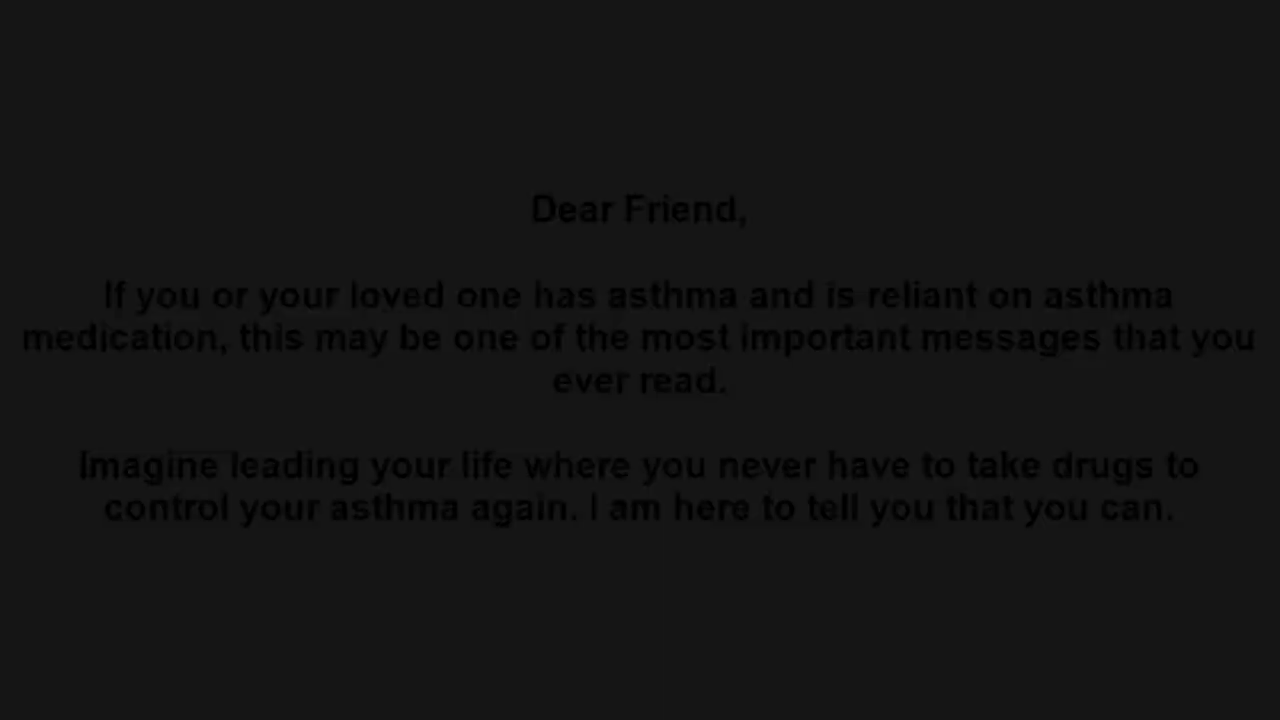 Dear Friend,
If you or your loved one has asthma and is reliant on asthma
medication, this may be one of the most important messages that you
ever read.
Imagine leading your life where you never have to take drugs to
control your asthma again. I am here to tell you that you can.